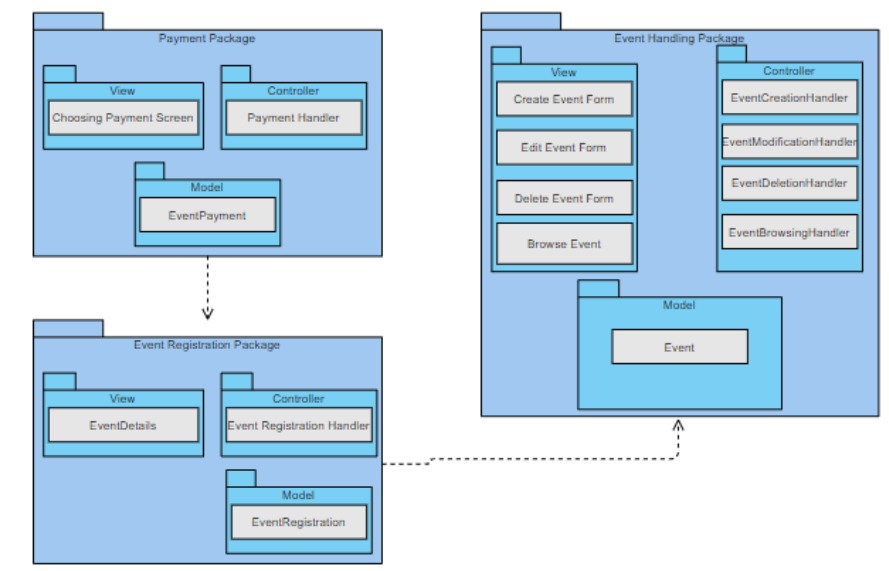 Payment Package
View
Choosing Payment Screen
Controller
Payment Handler
Model
EventPayment
Event Handling Package
View
Create Event Form
Edit Event Form
Delete Event Form
Browse Event
Controller
EventCreationHandler
EventModificationHandler
EventDeletionHandler
EventBrowsingHandler
Model
Event
Event Registration Package
View
EventDetails
Controller
Event Registration Handler
Model
EventRegistration